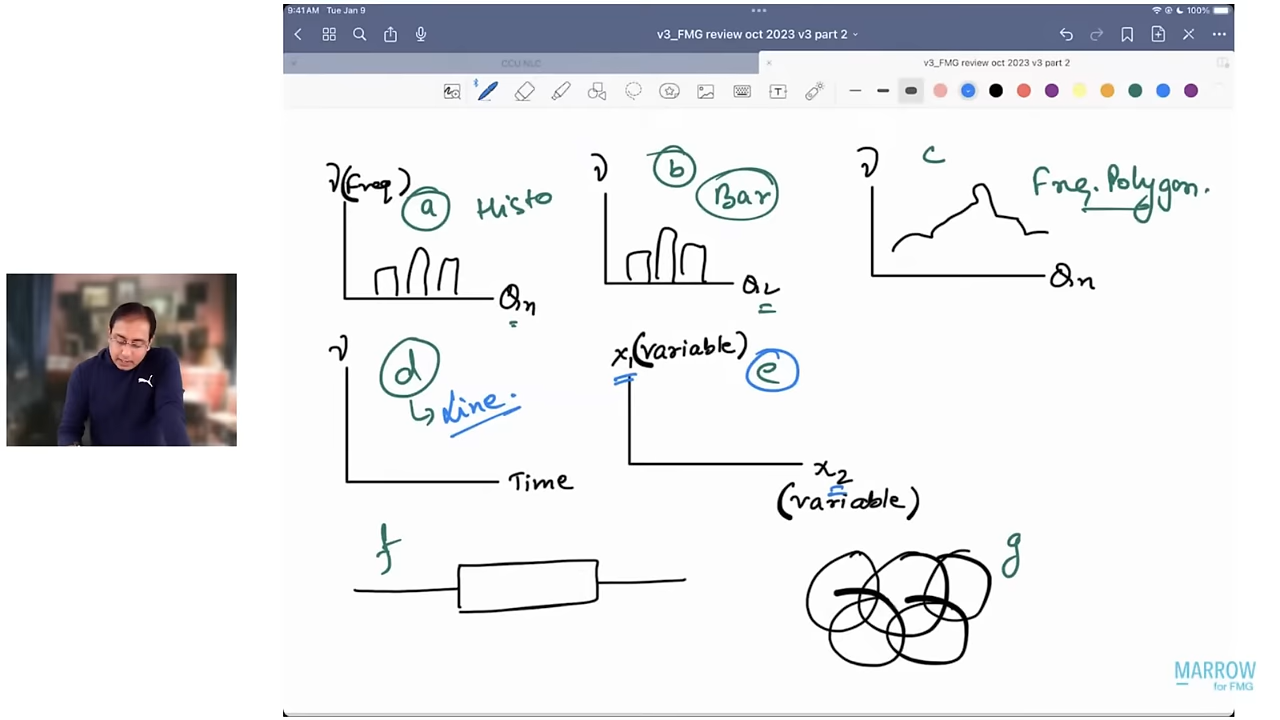 9:41 AM Tue Jan 9
100%
v3_FMG review oct 2023 v3 part 2
CCU NLC
v3_FMG review oct 2023 v3 part 2
ν(Freq)
a
Histo
Qn
ν
b
Bar
QL
ν
c
Freq. Polygon.
Qn
ν
d
Line.
Time
x1 (variable)
e
x2
(variable)
f
g
MARROW
for FMG